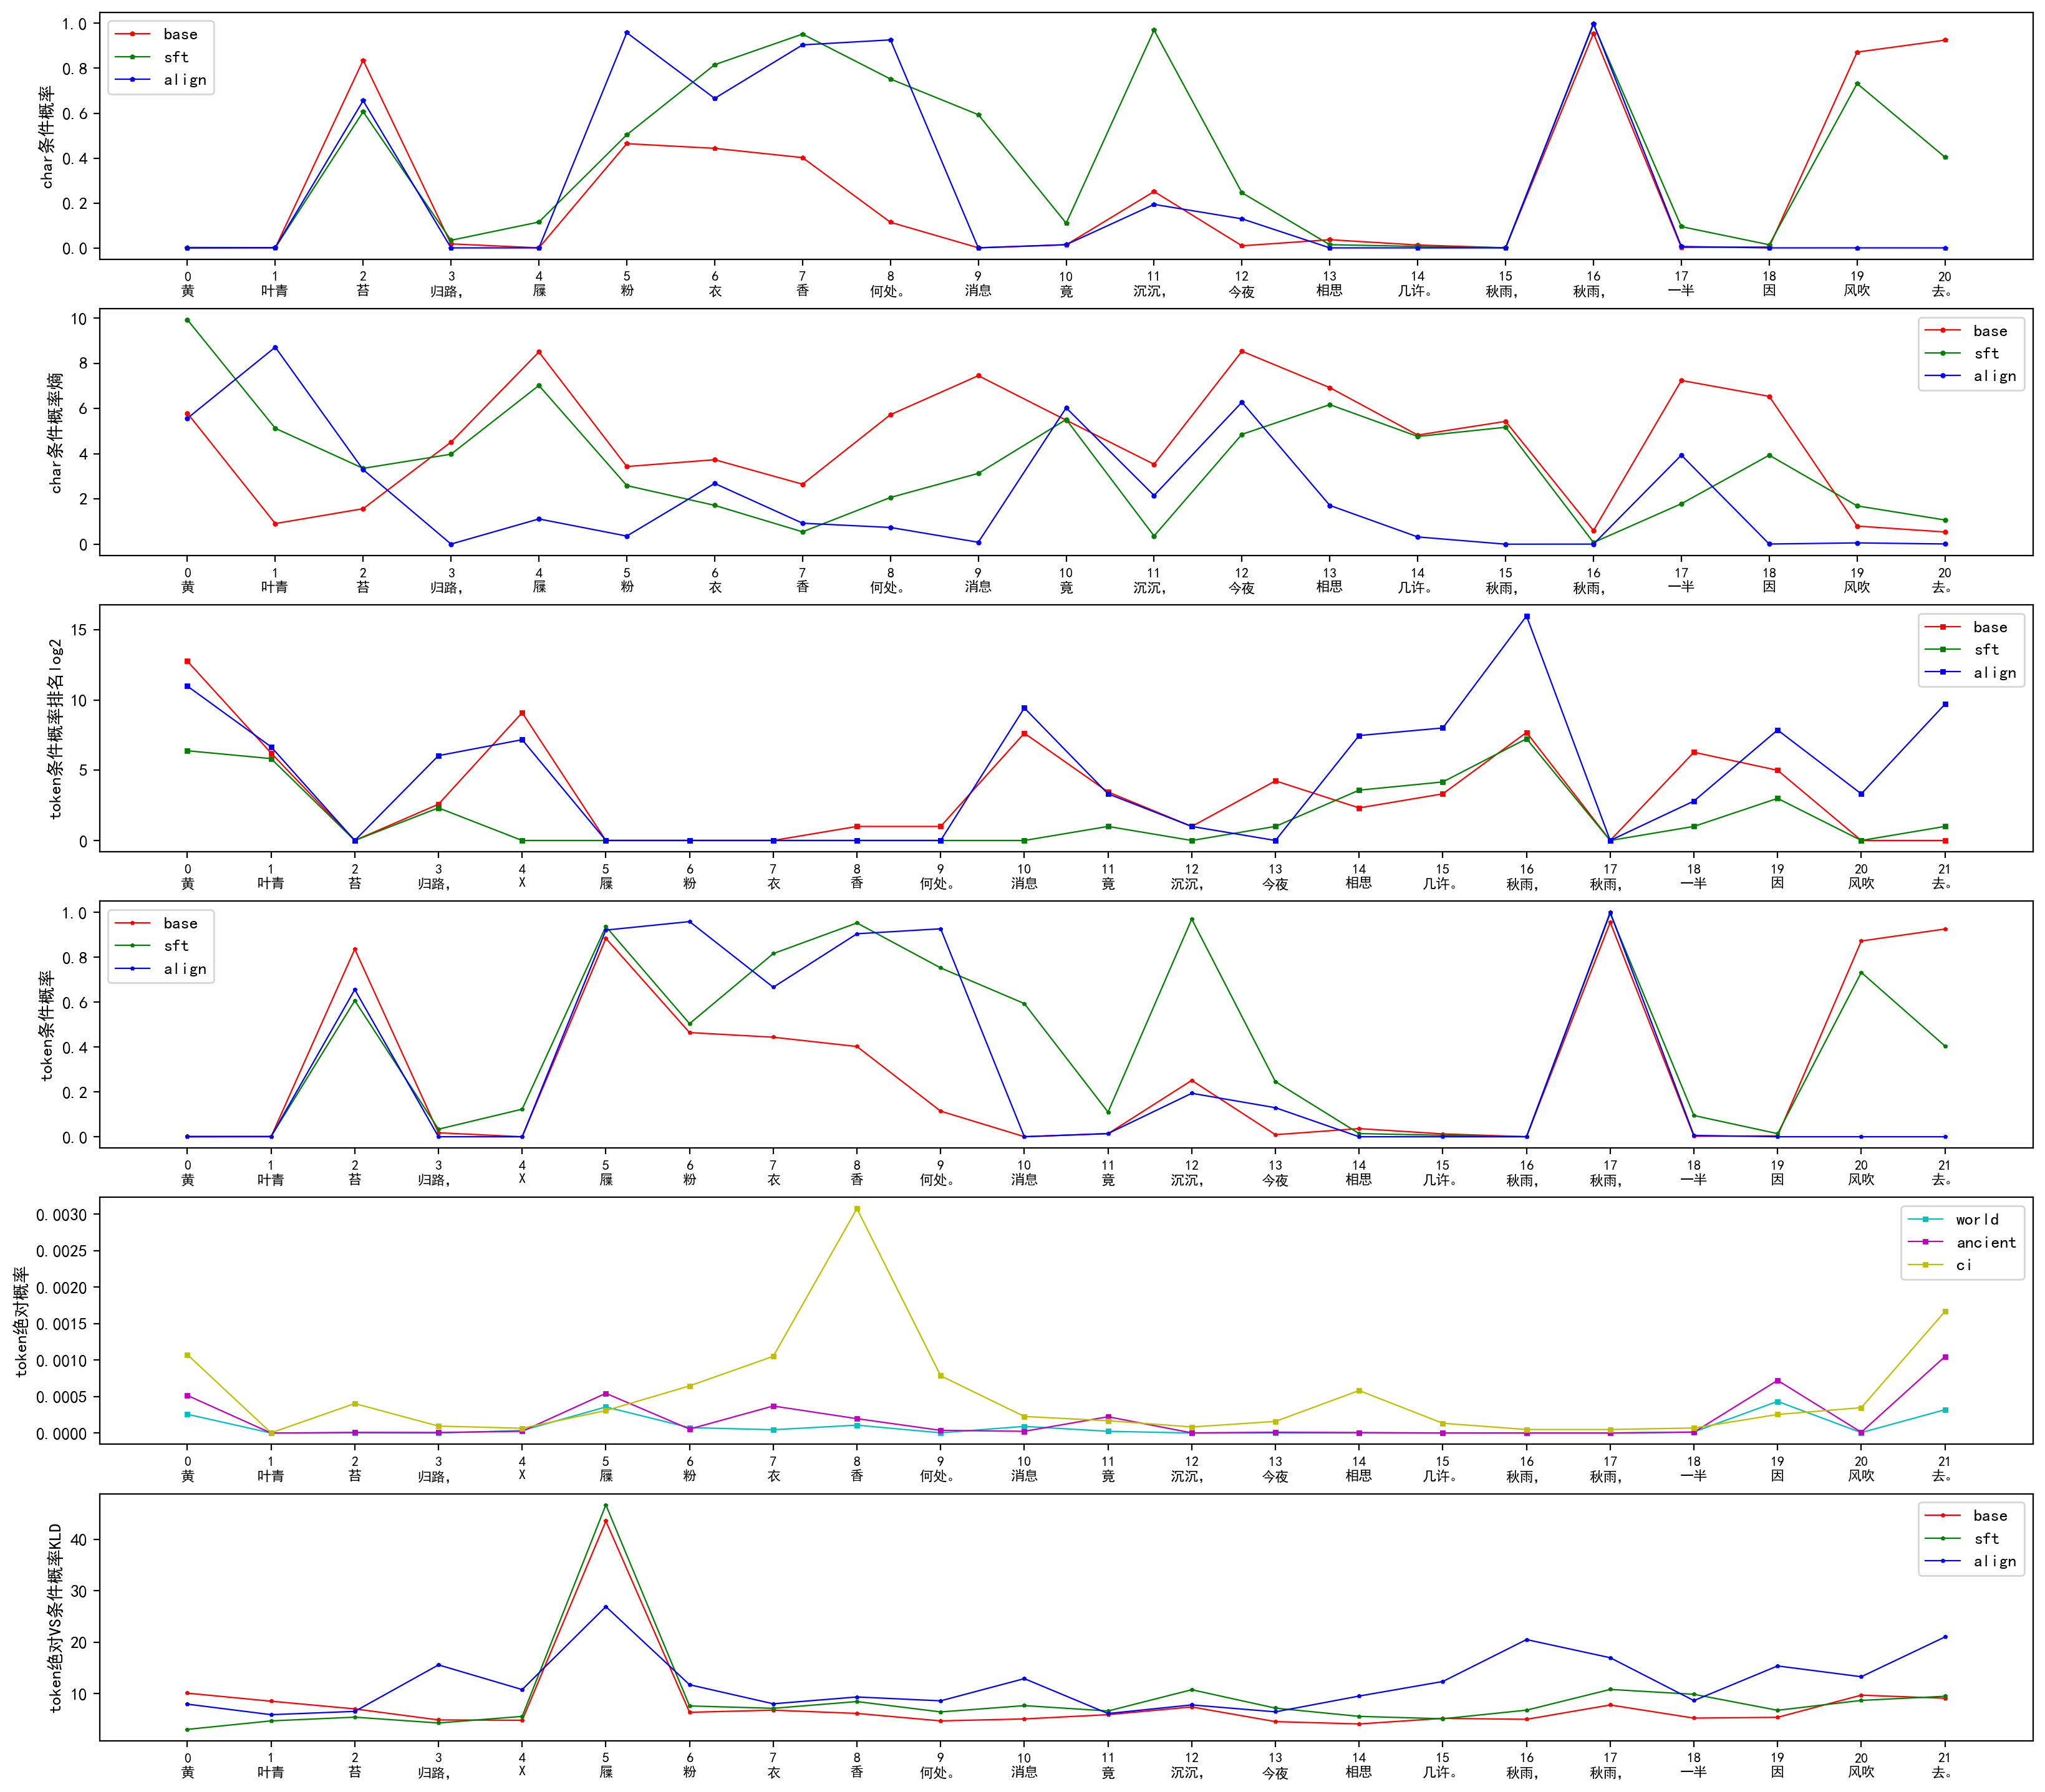 char条件概率
1.0
0.8
0.6
0.4
0.2
0.0
base
sft
align
0 1 2 3 4 5 6 7 8 9 10 11 12 13 14 15 16 17 18 19 20
黄 叶青 苔 归路, 屧 粉 衣 香 何处。 消息 竟 沉沉, 今夜 相思 几许。 秋雨, 秋雨, 一半 因 风吹 去。
char条件概率熵
10
8
6
4
2
0
base
sft
align
0 1 2 3 4 5 6 7 8 9 10 11 12 13 14 15 16 17 18 19 20
黄 叶青 苔 归路, 屧 粉 衣 香 何处。 消息 竟 沉沉, 今夜 相思 几许。 秋雨, 秋雨, 一半 因 风吹 去。
token条件概率排名log2
15
10
5
0
base
sft
align
0 1 2 3 4 5 6 7 8 9 10 11 12 13 14 15 16 17 18 19 20 21
黄 叶青 苔 归路, X 屧 粉 衣 香 何处。 消息 竟 沉沉, 今夜 相思 几许。 秋雨, 秋雨, 一半 因 风吹 去。
token条件概率
1.0
0.8
0.6
0.4
0.2
0.0
base
sft
align
0 1 2 3 4 5 6 7 8 9 10 11 12 13 14 15 16 17 18 19 20 21
黄 叶青 苔 归路, X 屧 粉 衣 香 何处。 消息 竟 沉沉, 今夜 相思 几许。 秋雨, 秋雨, 一半 因 风吹 去。
token绝对概率
0.0030
0.0025
0.0020
0.0015
0.0010
0.0005
0.0000
world
ancient
ci
0 1 2 3 4 5 6 7 8 9 10 11 12 13 14 15 16 17 18 19 20 21
黄 叶青 苔 归路, X 屧 粉 衣 香 何处。 消息 竟 沉沉, 今夜 相思 几许。 秋雨, 秋雨, 一半 因 风吹 去。
token绝对VS条件概率KLD
40
30
20
10
base
sft
align
0 1 2 3 4 5 6 7 8 9 10 11 12 13 14 15 16 17 18 19 20 21
黄 叶青 苔 归路, X 屧 粉 衣 香 何处。 消息 竟 沉沉, 今夜 相思 几许。 秋雨, 秋雨, 一半 因 风吹 去。